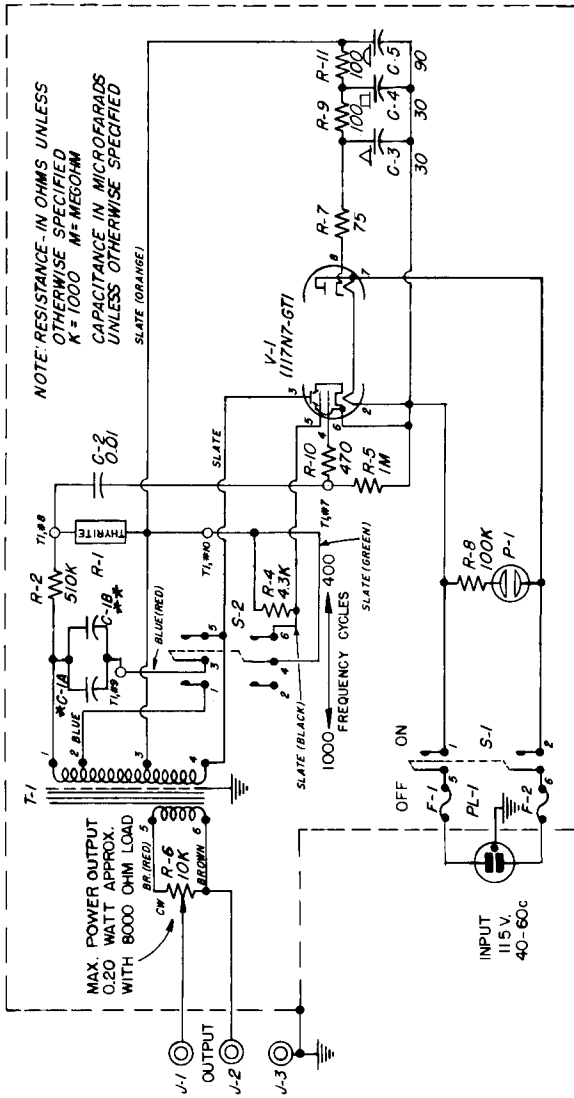 NOTE: RESISTANCE - IN OHMS UNLESS
OTHERWISE SPECIFIED
K = 1000 M = MEGOHM
CAPACITANCE IN MICROFARADS
UNLESS OTHERWISE SPECIFIED
SLATE (ORANGE)
MAX. POWER OUTPUT
0.20 WATT APPROX.
WITH 8000 OHM LOAD
J-1
OUTPUT
J-2
J-3
CW
BR.(RED)
5
R-6
10K
BROWN
6
T-1
1
2
3
4
BLUE
*C-1A
C-1B
**
T1,#9
BLUE(RED)
R-2
510K
T1,#8
THYRITE
R-1
C-2
0.01
T1,#10
SLATE
1
3
5
S-2
2
4
6
R-4
4.3K
SLATE (BLACK)
1000
400
FREQUENCY CYCLES
SLATE(GREEN)
T1,#7
R-10
470
R-5
1M
V-1
(117N7-GT)
3
5
4
6
2
8
7
R-7
75
R-9
100
R-11
100
C-3
30
C-4
30
C-5
90
INPUT
115 V.
40-60c
PL-1
F-1
F-2
OFF
ON
5
1
6
2
S-1
R-8
100K
P-1